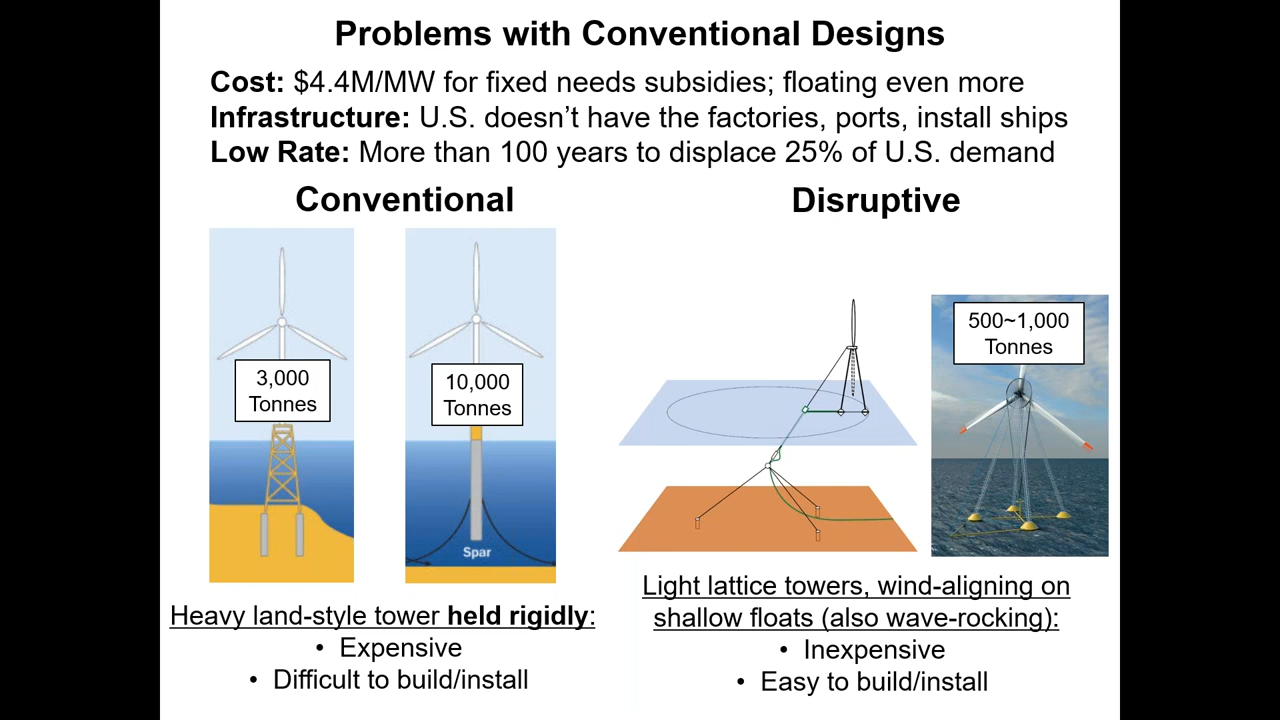 Problems with Conventional Designs
Cost: $4.4M/MW for fixed needs subsidies; floating even more
Infrastructure: U.S. doesn’t have the factories, ports, install ships
Low Rate: More than 100 years to displace 25% of U.S. demand
Conventional
3,000
Tonnes
10,000
Tonnes
Spar
Heavy land-style tower held rigidly:
• Expensive
• Difficult to build/install
Disruptive
500~1,000
Tonnes
Light lattice towers, wind-aligning on
shallow floats (also wave-rocking):
• Inexpensive
• Easy to build/install